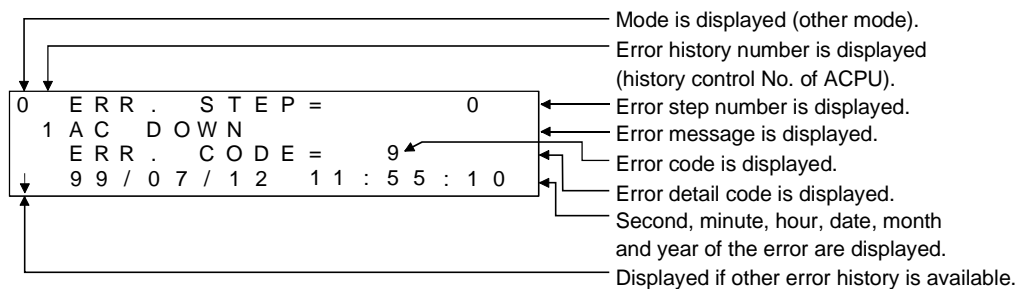 Mode is displayed (other mode).
Error history number is displayed
(history control No. of ACPU).
0 ERR. STEP= 0
Error step number is displayed.
1 AC DOWN
Error message is displayed.
ERR. CODE= 9
Error code is displayed.
Error detail code is displayed.
99/07/12 11:55:10
Second, minute, hour, date, month
and year of the error are displayed.
Displayed if other error history is available.